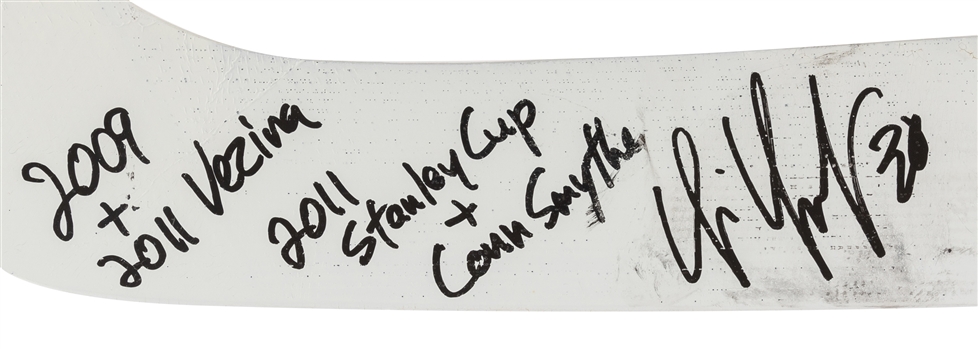 2009
+
2011 Vezina
2011
Stanley Cup
+
Conn Smythe
30